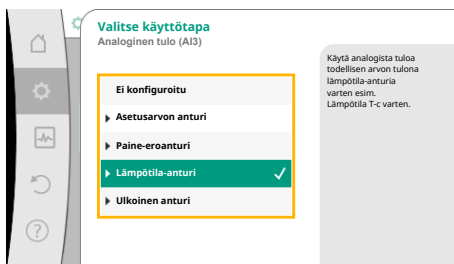 Valitse käyttötapa
Analoginen tulo (AI3)
Ei konfiguroitu
Asetusarvon anturi
Paine-eroanturi
Lämpötila-anturi
Ulkoinen anturi
Käytä analogista tuloa
todellisen arvon tulona
lämpötila-anturia
varten esim.
Lämpötila T-c varten.